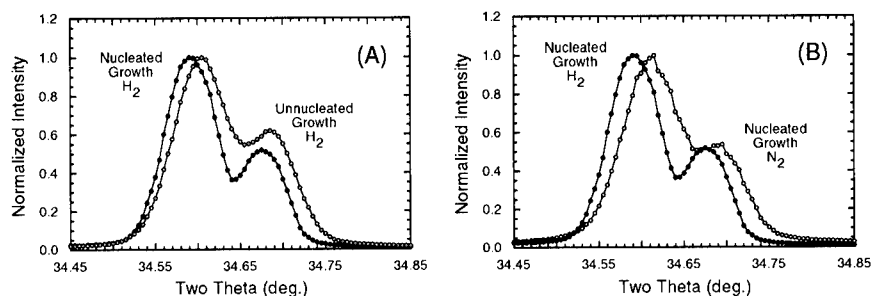 1.2
1.0
0.8
0.6
0.4
0.2
0.0
Normalized Intensity
34.45
34.55
34.65
34.75
34.85
Two Theta (deg.)
(A)
Nucleated
Growth
H2
Unnucleated
Growth
H2
1.2
1.0
0.8
0.6
0.4
0.2
0.0
Normalized Intensity
34.45
34.55
34.65
34.75
34.85
Two Theta (deg.)
(B)
Nucleated
Growth
H2
Nucleated
Growth
N2